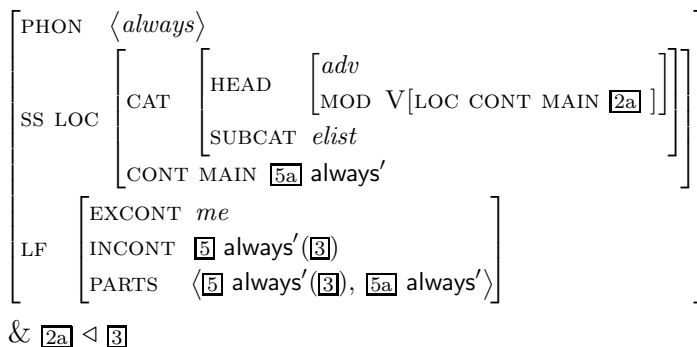 PHON ⟨always⟩
SS LOC [CAT [HEAD [adv
MOD V[LOC CONT MAIN 2a ]]
SUBCAT elist]
CONT MAIN 5a always′]
LF [EXCONT me
INCONT 5 always′(3)
PARTS ⟨5 always′(3), 5a always′⟩]
& 2a ◁ 3